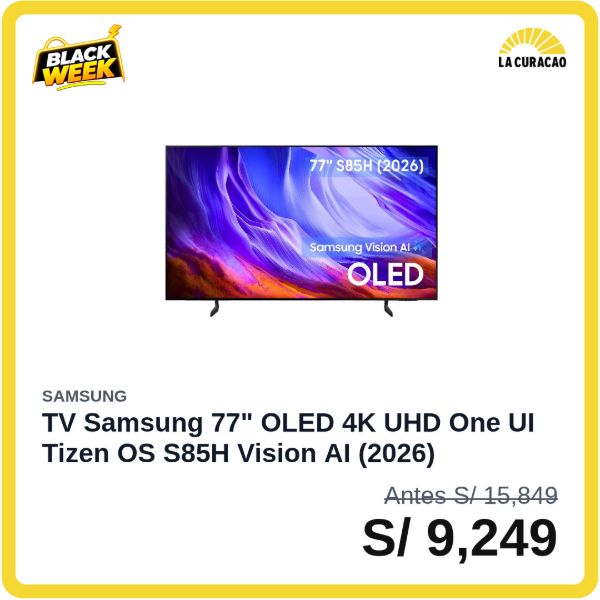 BLACK
WEEK
LA CURACAO
77" S85H (2026)
Samsung Vision AI
OLED
SAMSUNG
TV Samsung 77" OLED 4K UHD One UI
Tizen OS S85H Vision AI (2026)
Antes S/ 15,849
S/ 9,249